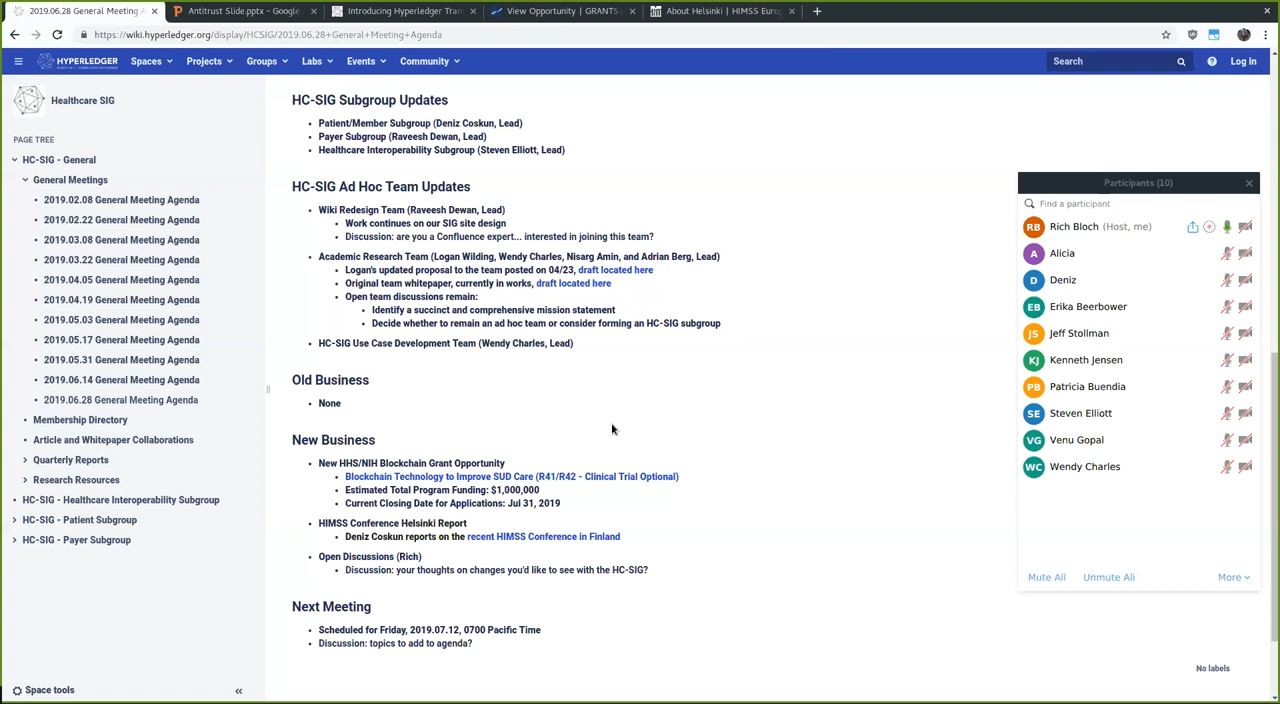 2019.06.28 General Meeting A
Antitrust Slide.pptx - Google
Introducing Hyperledger Tran
View Opportunity | GRANTS
About Helsinki | HIMSS Euro
https://wiki.hyperledger.org/display/HCSIG/2019.06.28+General+Meeting+Agenda
HYPERLEDGER
Spaces
Projects
Groups
Labs
Events
Community
Search
Log in
Healthcare SIG
PAGE TREE
HC-SIG - General
General Meetings
2019.02.08 General Meeting Agenda
2019.02.22 General Meeting Agenda
2019.03.08 General Meeting Agenda
2019.03.22 General Meeting Agenda
2019.04.05 General Meeting Agenda
2019.04.19 General Meeting Agenda
2019.05.03 General Meeting Agenda
2019.05.17 General Meeting Agenda
2019.05.31 General Meeting Agenda
2019.06.14 General Meeting Agenda
2019.06.28 General Meeting Agenda
Membership Directory
Article and Whitepaper Collaborations
Quarterly Reports
Research Resources
HC-SIG - Healthcare Interoperability Subgroup
HC-SIG - Patient Subgroup
HC-SIG - Payer Subgroup
Space tools
HC-SIG Subgroup Updates
Patient/Member Subgroup (Deniz Coskun, Lead)
Payer Subgroup (Raveesh Dewan, Lead)
Healthcare Interoperability Subgroup (Steven Elliott, Lead)
HC-SIG Ad Hoc Team Updates
Wiki Redesign Team (Raveesh Dewan, Lead)
Work continues on our SIG site design
Discussion: are you a Confluence expert... interested in joining this team?
Academic Research Team (Logan Wilding, Wendy Charles, Nisarg Amin, and Adrian Berg, Lead)
Logan's updated proposal to the team posted on 04/23, draft located here
Original team whitepaper, currently in works, draft located here
Open team discussions remain:
Identify a succinct and comprehensive mission statement
Decide whether to remain an ad hoc team or consider forming an HC-SIG subgroup
HC-SIG Use Case Development Team (Wendy Charles, Lead)
Old Business
None
New Business
New HHS/NIH Blockchain Grant Opportunity
Blockchain Technology to Improve SUD Care (R41/R42 - Clinical Trial Optional)
Estimated Total Program Funding: $1,000,000
Current Closing Date for Applications: Jul 31, 2019
HIMSS Conference Helsinki Report
Deniz Coskun reports on the recent HIMSS Conference in Finland
Open Discussions (Rich)
Discussion: your thoughts on changes you'd like to see with the HC-SIG?
Next Meeting
Scheduled for Friday, 2019.07.12, 0700 Pacific Time
Discussion: topics to add to agenda?
No labels
Participants (10)
Find a participant
RB Rich Bloch (Host, me)
A Alicia
D Deniz
EB Erika Beerbower
JS Jeff Stollman
KJ Kenneth Jensen
PB Patricia Buendia
SE Steven Elliott
VG Venu Gopal
WC Wendy Charles
Mute All
Unmute All
More